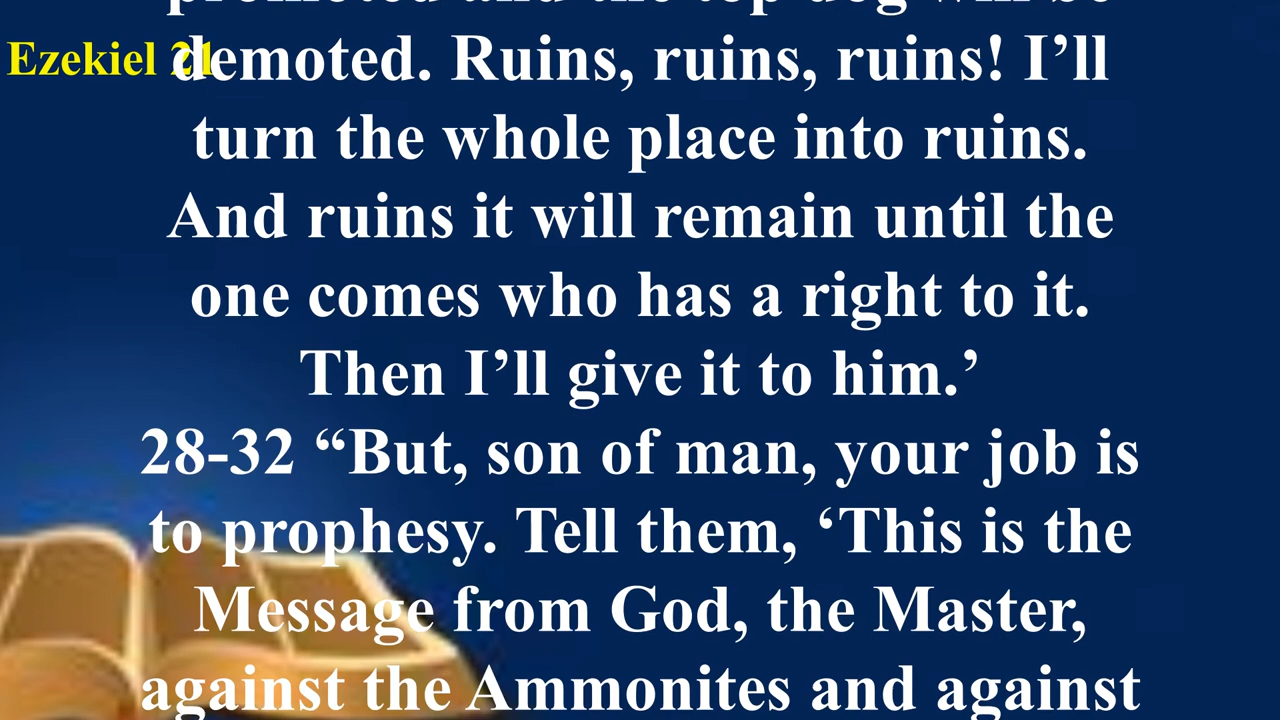 promoted and the top dog will be
Ezekiel 21
demoted. Ruins, ruins, ruins! I’ll
turn the whole place into ruins.
And ruins it will remain until the
one comes who has a right to it.
Then I’ll give it to him.’
28-32 “But, son of man, your job is
to prophesy. Tell them, ‘This is the
Message from God, the Master,
against the Ammonites and against